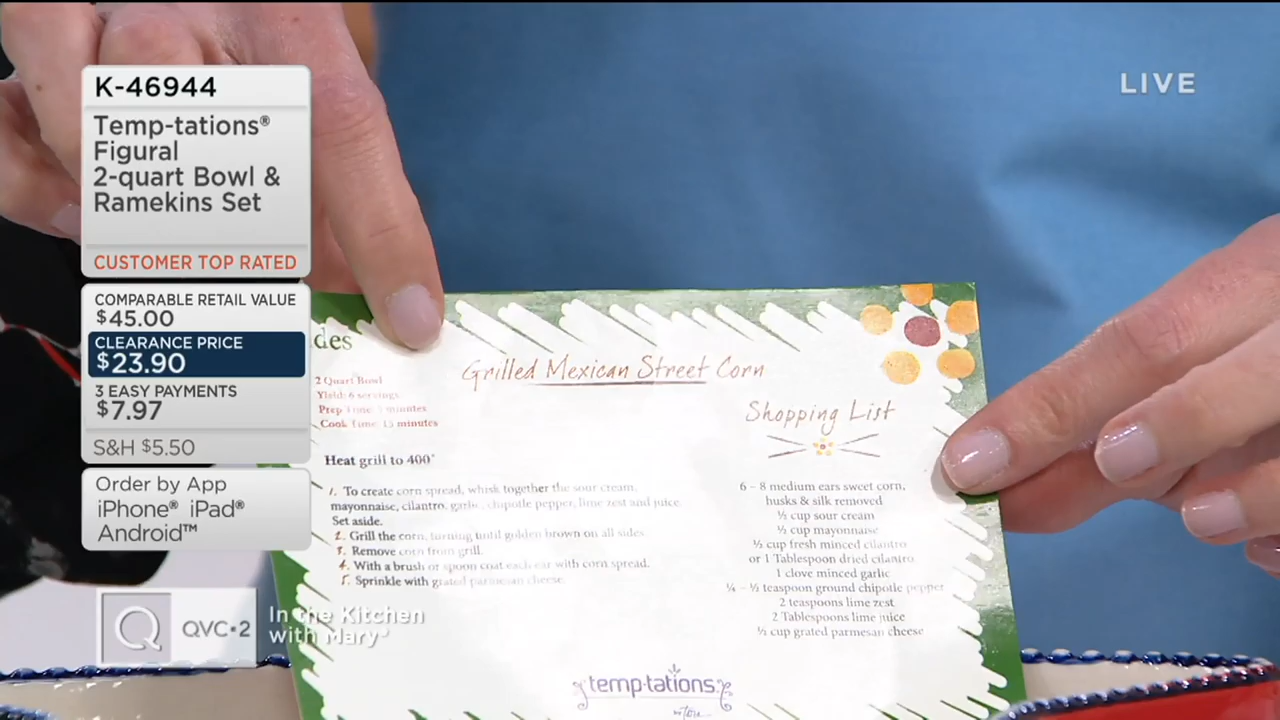 K-46944
Temp-tations®
Figural
2-quart Bowl &
Ramekins Set
CUSTOMER TOP RATED
COMPARABLE RETAIL VALUE
$45.00
CLEARANCE PRICE
$23.90
3 EASY PAYMENTS
$7.97
S&H $5.50
Order by App
iPhone® iPad®
Android™
Q QVC•2
In the Kitchen
with Mary®
LIVE
des
Grilled Mexican Street Corn
2 Quart Bowl
Yield: 6 servings
Prep Time: minutes
Cook Time: 15 minutes
Heat grill to 400°
1. To create corn spread, whisk together the sour cream,
mayonnaise, cilantro, garlic, chipotle pepper, lime zest and juice.
Set aside.
2. Grill the corn, turning until golden brown on all sides.
3. Remove corn from grill.
4. With a brush or spoon coat each ear with corn spread.
5. Sprinkle with grated parmesan cheese.
Shopping List
6 - 8 medium ears sweet corn,
husks & silk removed
cup sour cream
cup mayonnaise
cup fresh minced cilantro
or 1 Tablespoon dried cilantro
1 clove minced garlic
¼ - ½ teaspoon ground chipotle pepper
2 teaspoons lime zest
2 Tablespoons lime juice
cup grated parmesan cheese
temp-tations